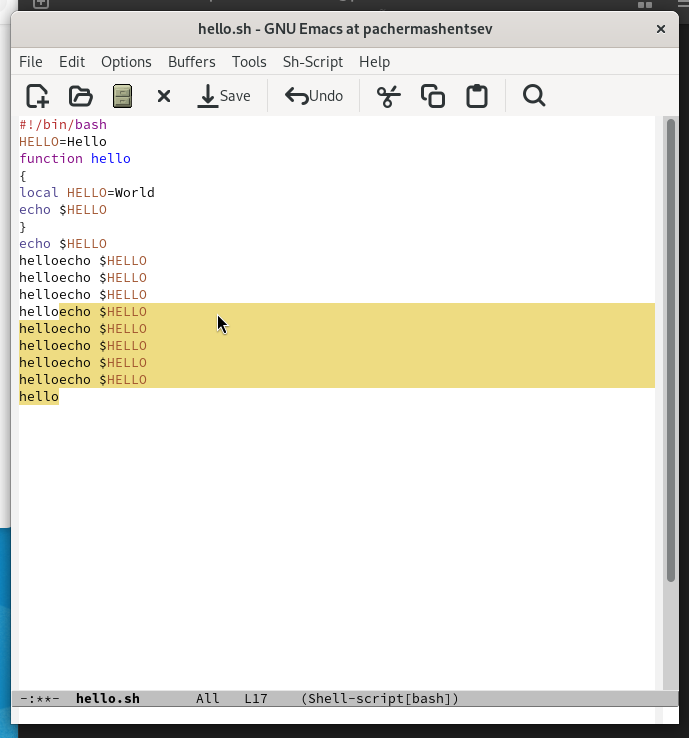 hello.sh - GNU Emacs at pachermashentsev
File Edit Options Buffers Tools Sh-Script Help
Save Undo
#!/bin/bash
HELLO=Hello
function hello
{
local HELLO=World
echo $HELLO
}
echo $HELLO
helloecho $HELLO
helloecho $HELLO
helloecho $HELLO
helloecho $HELLO
helloecho $HELLO
helloecho $HELLO
helloecho $HELLO
helloecho $HELLO
hello
-:**- hello.sh All L17 (Shell-script[bash])